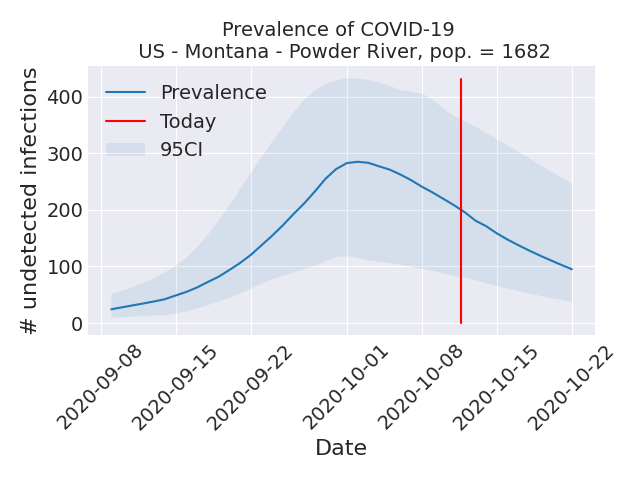 Prevalence of COVID-19
US - Montana - Powder River, pop. = 1682
# undetected infections
400
300
200
100
0
Prevalence
Today
95CI
2020-09-08
2020-09-15
2020-09-22
2020-10-01
2020-10-08
2020-10-15
2020-10-22
Date